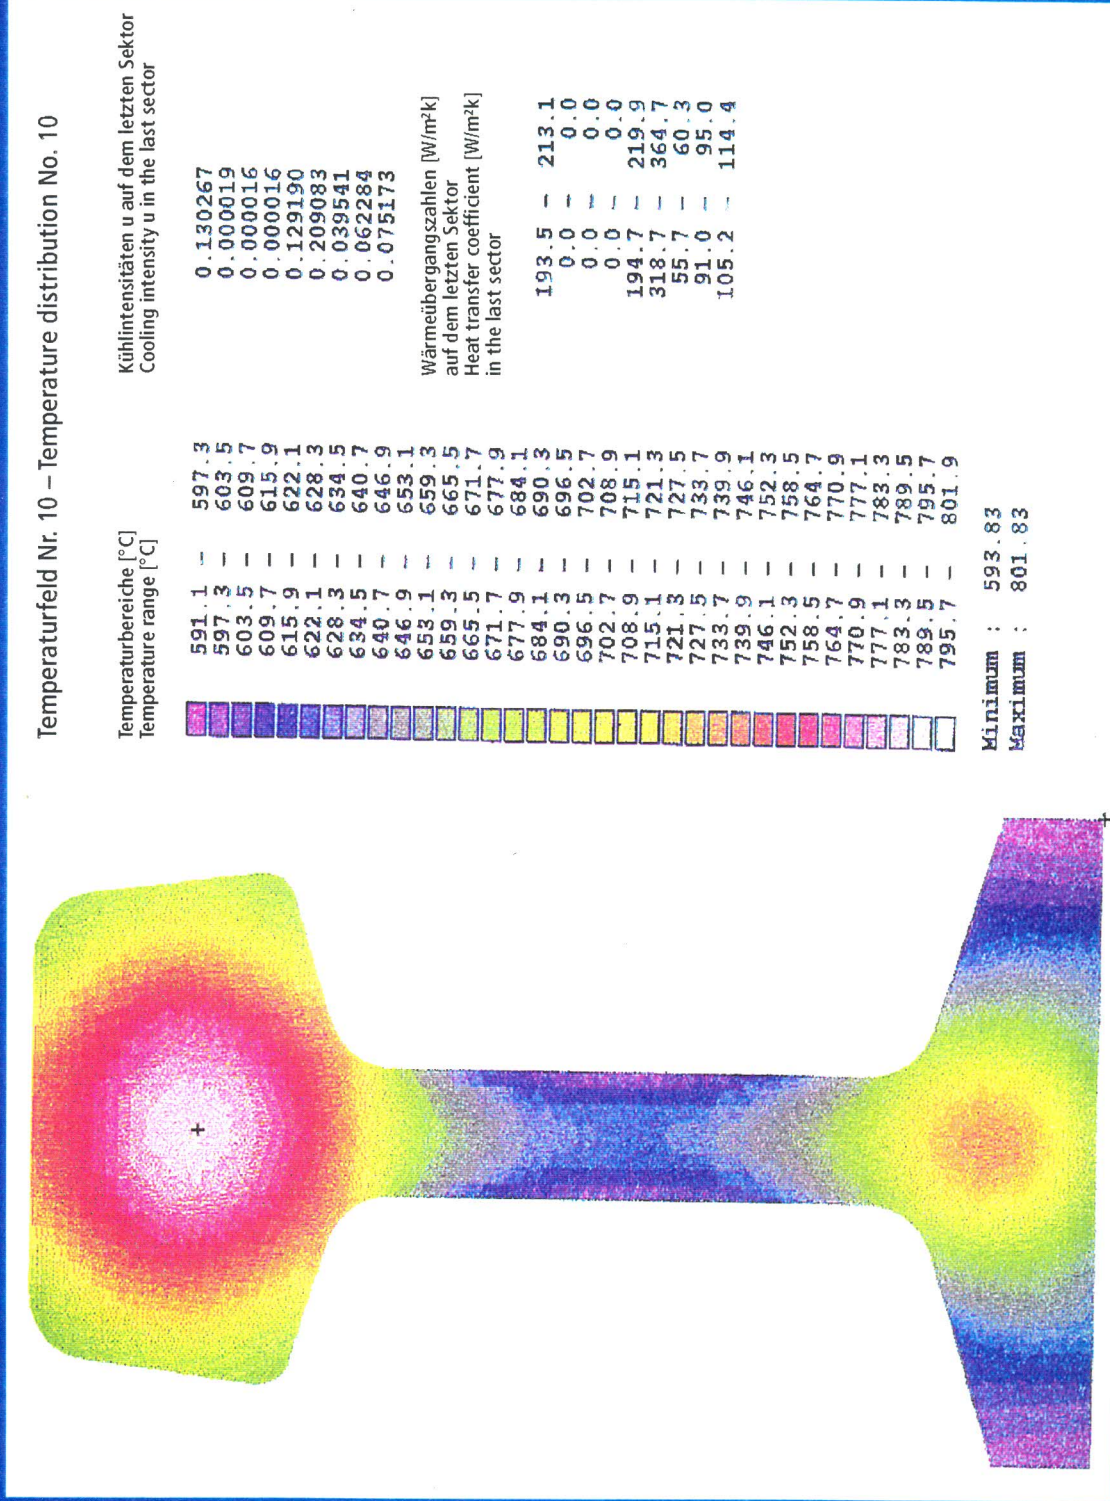 Temperaturfeld Nr. 10 – Temperature distribution No. 10
Temperaturbereiche [°C]
Temperature range [°C]
591.1 – 597.3
597.3 – 603.5
603.5 – 609.7
609.7 – 615.9
615.9 – 622.1
622.1 – 628.3
628.3 – 634.5
634.5 – 640.7
640.7 – 646.9
646.9 – 653.1
653.1 – 659.3
659.3 – 665.5
665.5 – 671.7
671.7 – 677.9
677.9 – 684.1
684.1 – 690.3
690.3 – 696.5
696.5 – 702.7
702.7 – 708.9
708.9 – 715.1
715.1 – 721.3
721.3 – 727.5
727.5 – 733.7
733.7 – 739.9
739.9 – 746.1
746.1 – 752.3
752.3 – 758.5
758.5 – 764.7
764.7 – 770.9
770.9 – 777.1
777.1 – 783.3
783.3 – 789.5
789.5 – 795.7
795.7 – 801.9
Minimum : 593.83
Maximum : 801.83
Kühlintensitäten u auf dem letzten Sektor
Cooling intensity u in the last sector
0.130267
0.000019
0.000016
0.000016
0.129190
0.209083
0.039541
0.062284
0.075173
Wärmeübergangszahlen [W/m²k]
auf dem letzten Sektor
Heat transfer coefficient [W/m²k]
in the last sector
193.5 – 213.1
0.0 – 0.0
0.0 – 0.0
0.0 – 0.0
194.7 – 219.9
318.7 – 364.7
55.7 – 60.3
91.0 – 95.0
105.2 – 114.4